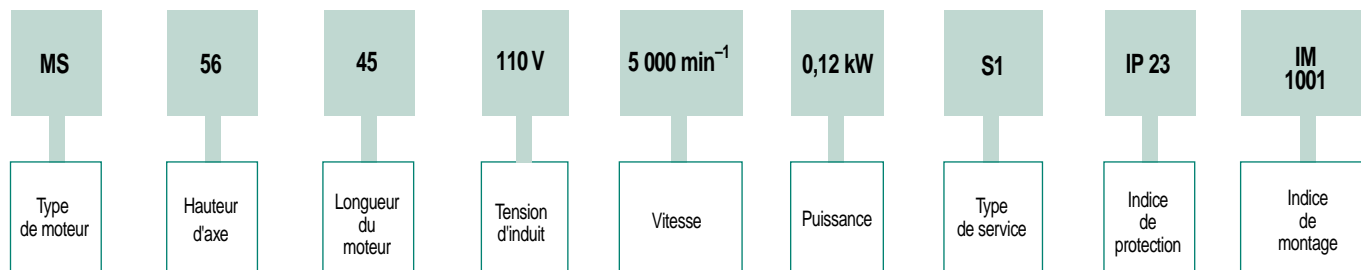 MS
56
45
110 V
5 000 min⁻¹
0,12 kW
S1
IP 23
IM
1001
Type
de moteur
Hauteur
d'axe
Longueur
du
moteur
Tension
d'induit
Vitesse
Puissance
Type
de service
Indice
de
protection
Indice
de
montage